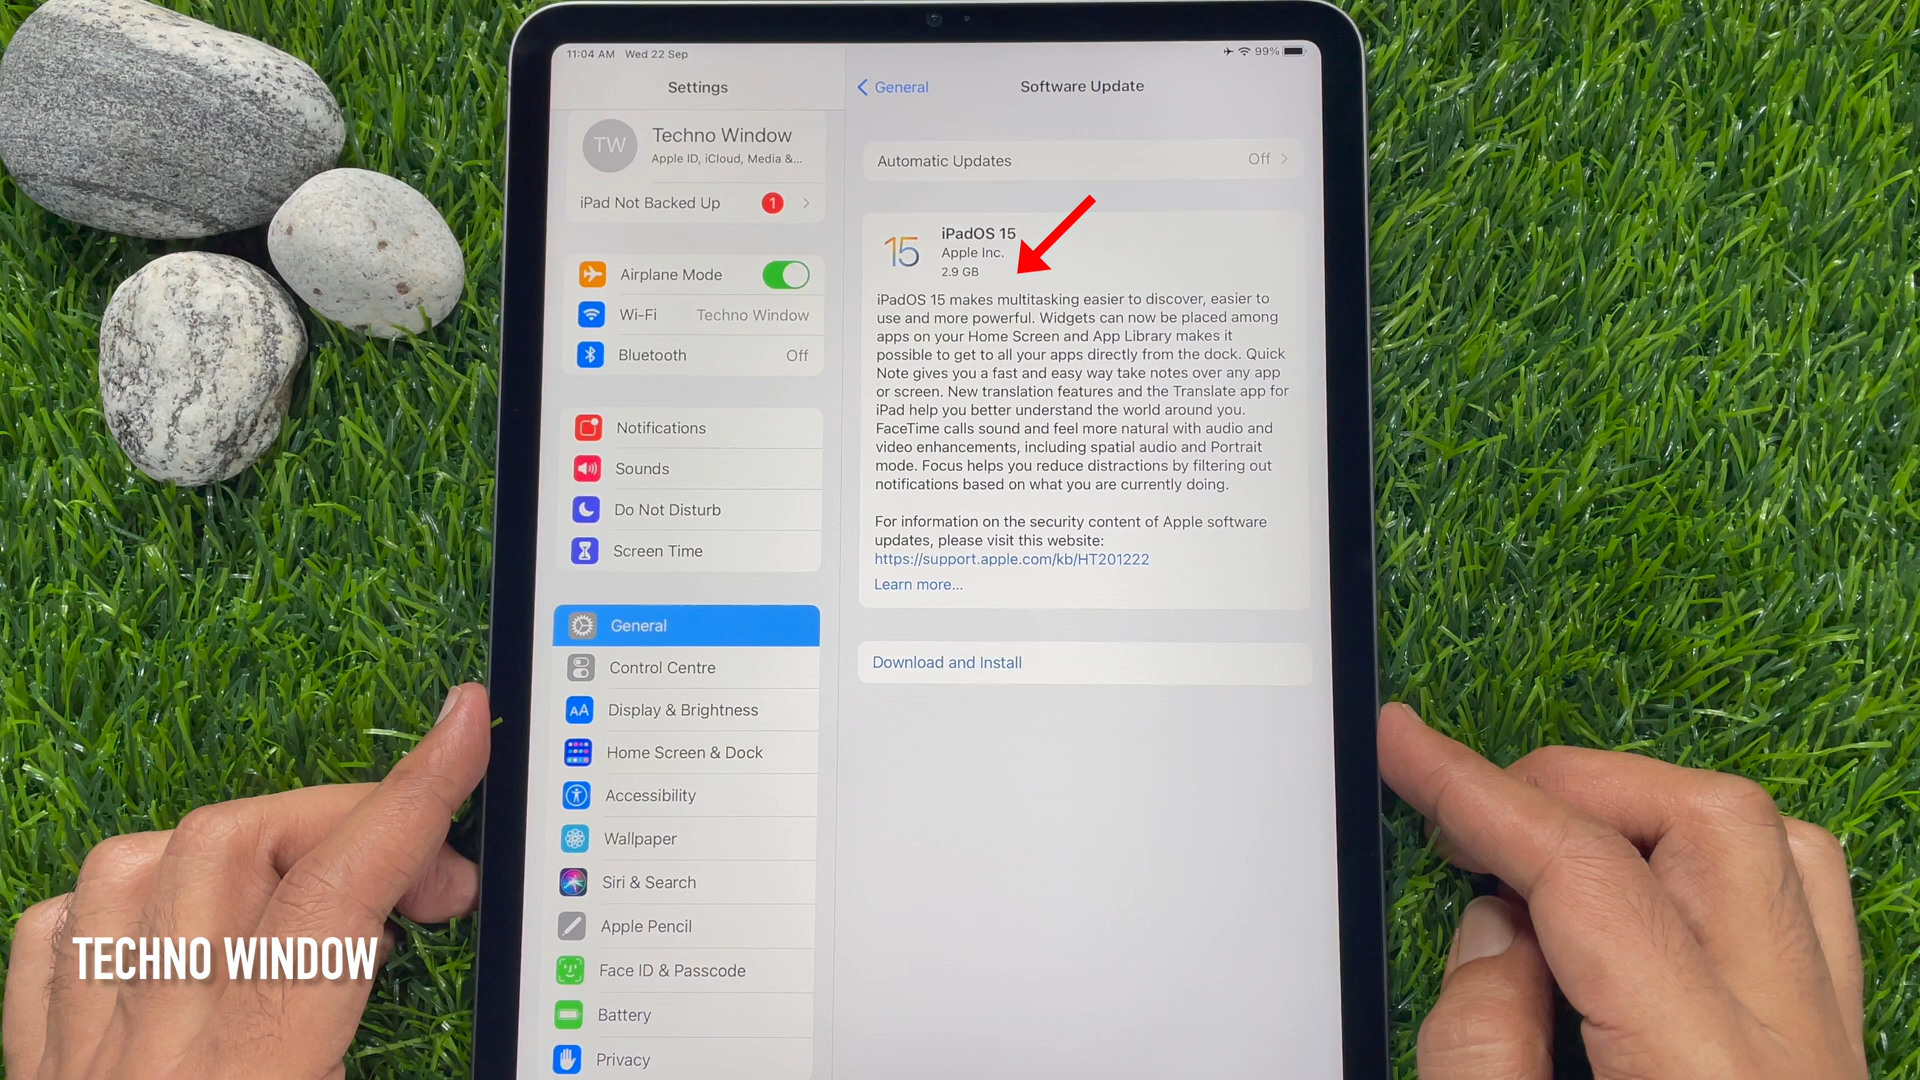 11:04 AM Wed 22 Sep
99%
Settings
TW
Techno Window
Apple ID, iCloud, Media &...
iPad Not Backed Up 1
Airplane Mode
Wi-Fi Techno Window
Bluetooth Off
Notifications
Sounds
Do Not Disturb
Screen Time
General
Control Centre
AA Display & Brightness
Home Screen & Dock
Accessibility
Wallpaper
Siri & Search
Apple Pencil
Face ID & Passcode
Battery
Privacy
General
Software Update
Automatic Updates Off
15
iPadOS 15
Apple Inc.
2.9 GB
iPadOS 15 makes multitasking easier to discover, easier to
use and more powerful. Widgets can now be placed among
apps on your Home Screen and App Library makes it
possible to get to all your apps directly from the dock. Quick
Note gives you a fast and easy way take notes over any app
or screen. New translation features and the Translate app for
iPad help you better understand the world around you.
FaceTime calls sound and feel more natural with audio and
video enhancements, including spatial audio and Portrait
mode. Focus helps you reduce distractions by filtering out
notifications based on what you are currently doing.
For information on the security content of Apple software
updates, please visit this website:
https://support.apple.com/kb/HT201222
Learn more...
Download and Install
TECHNO WINDOW